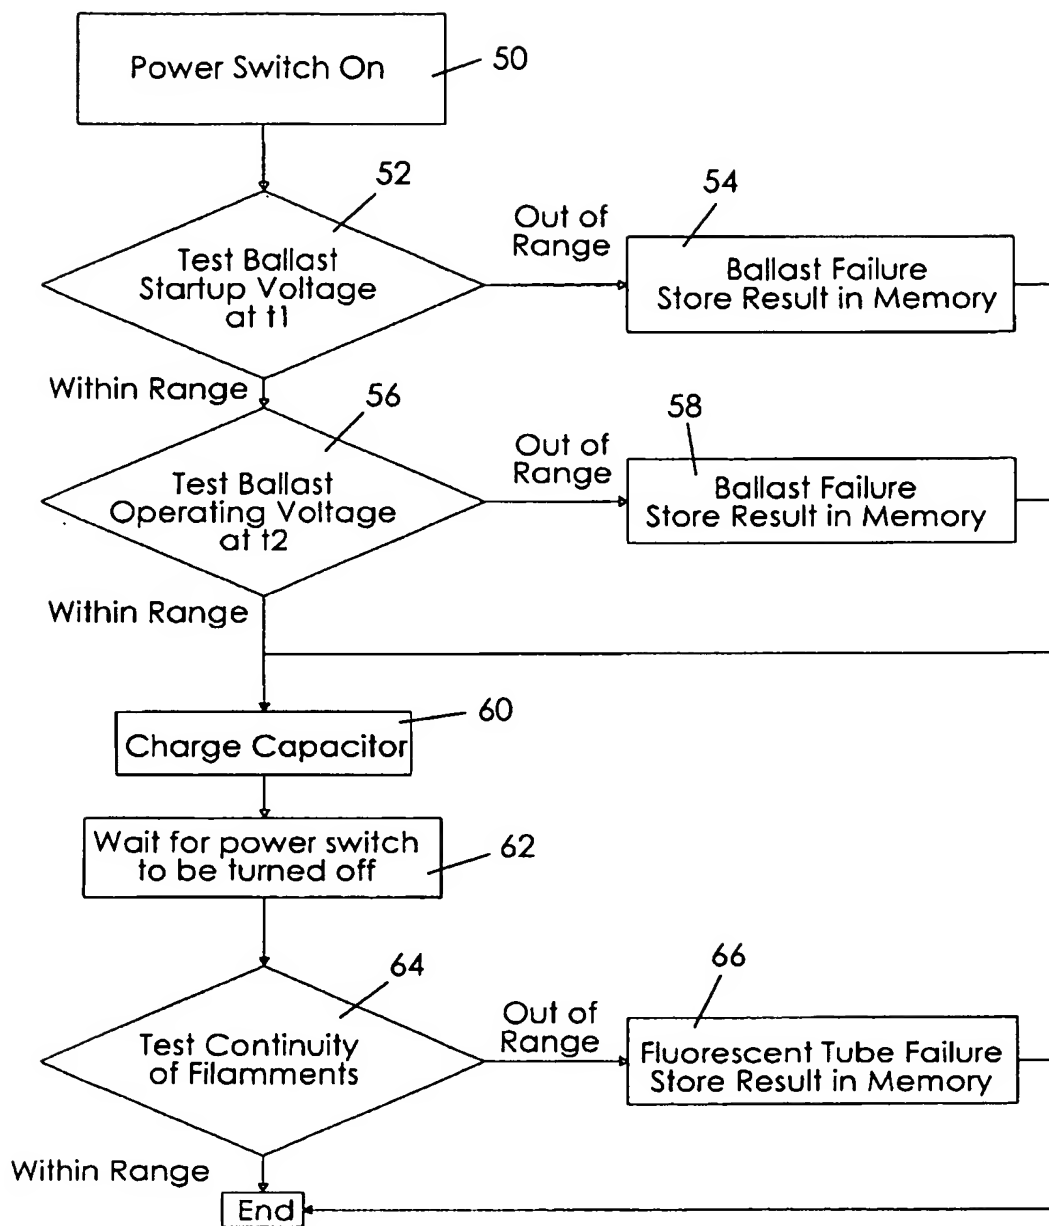 Power Switch On
50
52
Test Ballast
Startup Voltage
at t1
Out of
Range
54
Ballast Failure
Store Result in Memory
Within Range
56
Test Ballast
Operating Voltage
at t2
Out of
Range
58
Ballast Failure
Store Result in Memory
Within Range
60
Charge Capacitor
Wait for power switch
to be turned off
62
64
Test Continuity
of Filamments
Out of
Range
66
Fluorescent Tube Failure
Store Result in Memory
Within Range
End